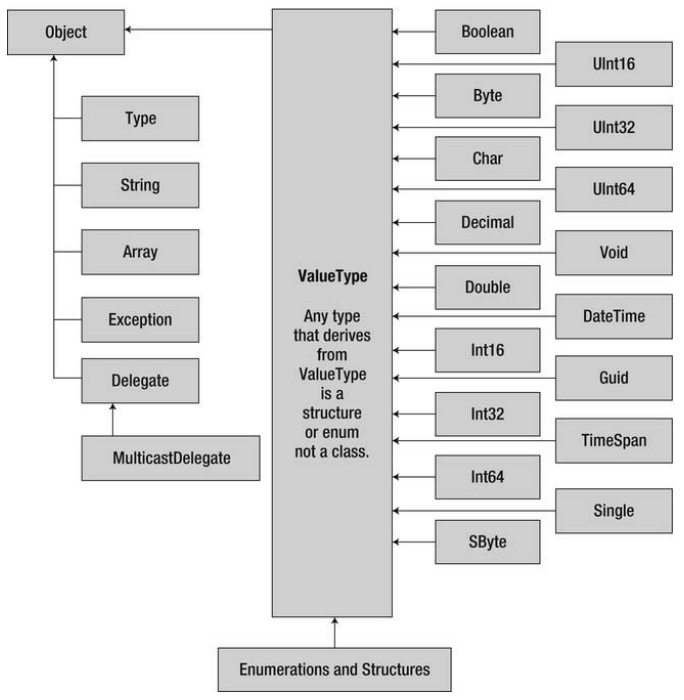 Object
Type
String
Array
Exception
Delegate
MulticastDelegate
ValueType
Any type
that derives
from
ValueType
is a
structure
or enum
not a class.
Boolean
UInt16
Byte
UInt32
Char
UInt64
Decimal
Void
Double
DateTime
Int16
Guid
Int32
TimeSpan
Int64
Single
SByte
Enumerations and Structures